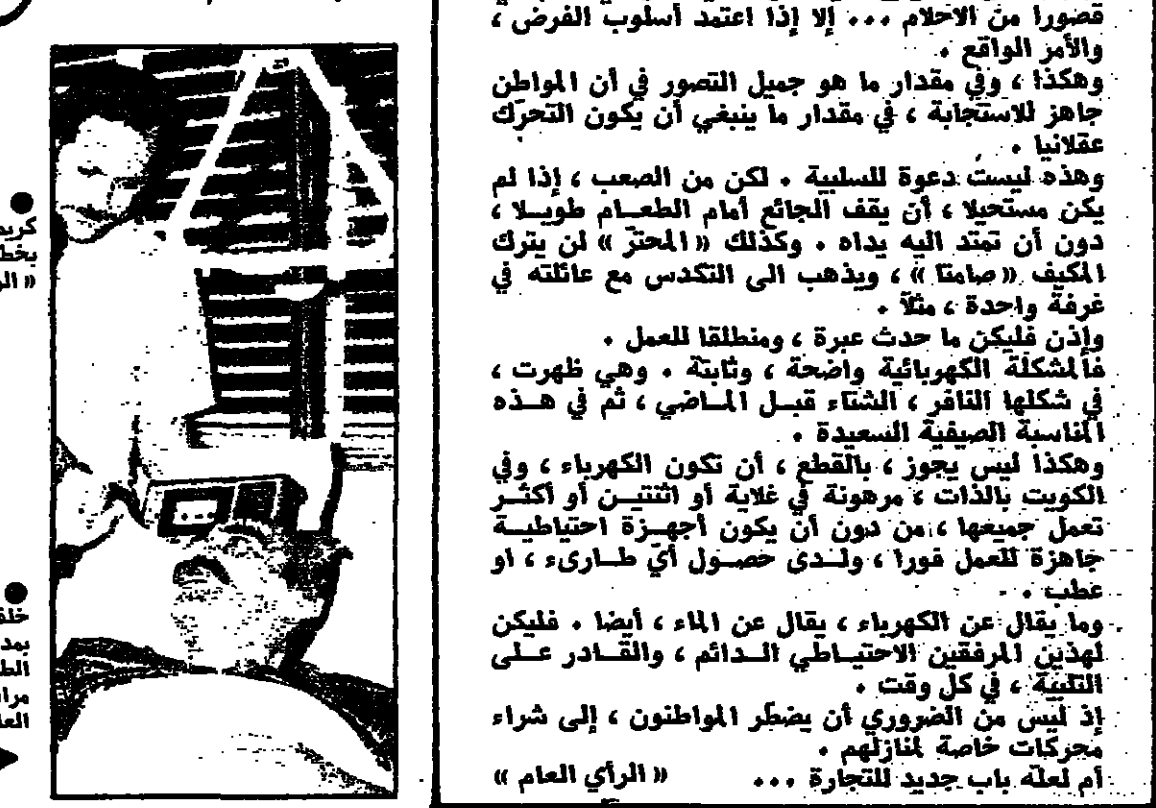 قصورا من الاحلام ... إلا إذا اعتمد أسلوب الفرض ،
والأمر الواقع .
وهكذا ، وفي مقدار ما هو جميل التصور في أن المواطن
جاهز للاستجابة ، في مقدار ما ينبغي أن يكون التحرك
عقلانيا .
وهذه ليست دعوة للسلبية . لكن من الصعب ، إذا لم
يكن مستحيلا ، أن يقف الجائع أمام الطعام طويلا ،
دون أن تمتد اليه يداه . وكذلك « المحتر » لن يترك
المكيف « صامتا » ، ويذهب الى التكدس مع عائلته في
غرفة واحدة ، مثلا .
وإذن فليكن ما حدث عبرة ، ومنطلقا للعمل .
فالمشكلة الكهربائية واضحة ، وثابتة . وهي ظهرت ،
في شكلها النافر ، الشتاء قبل الماضي ، ثم في هذه
المناسبة الصيفية السعيدة .
وهكذا ليس يجوز ، بالقطع ، أن تكون الكهرباء ، وفي
الكويت بالذات ، مرهونة في غلاية أو اثنتين أو أكثر
تعمل جميعها ، من دون أن يكون أجهزة احتياطية
جاهزة للعمل فورا ، ولدى حصول أي طارىء ، او
عطب .
وما يقال عن الكهرباء ، يقال عن الماء ، أيضا . فليكن
لهذين المرفقين الاحتياطي الدائم ، والقادر على
التلبية ، في كل وقت .
إذ ليس من الضروري أن يضطر المواطنون ، إلى شراء
محركات خاصة لمنازلهم .
أم لعله باب جديد للتجارة ...
« الرأي العام »